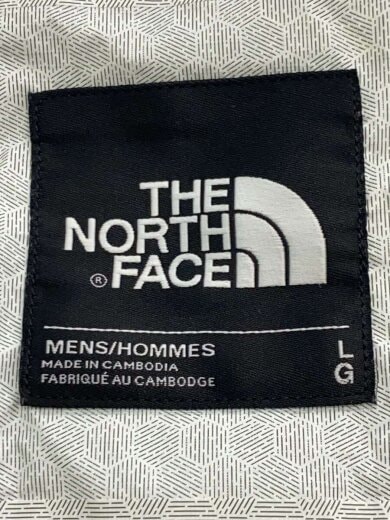 THE
NORTH
® FACE
MENS/HOMMES L
MADE IN CAMBODIA
FABRIQUÉ AU CAMBODGE G